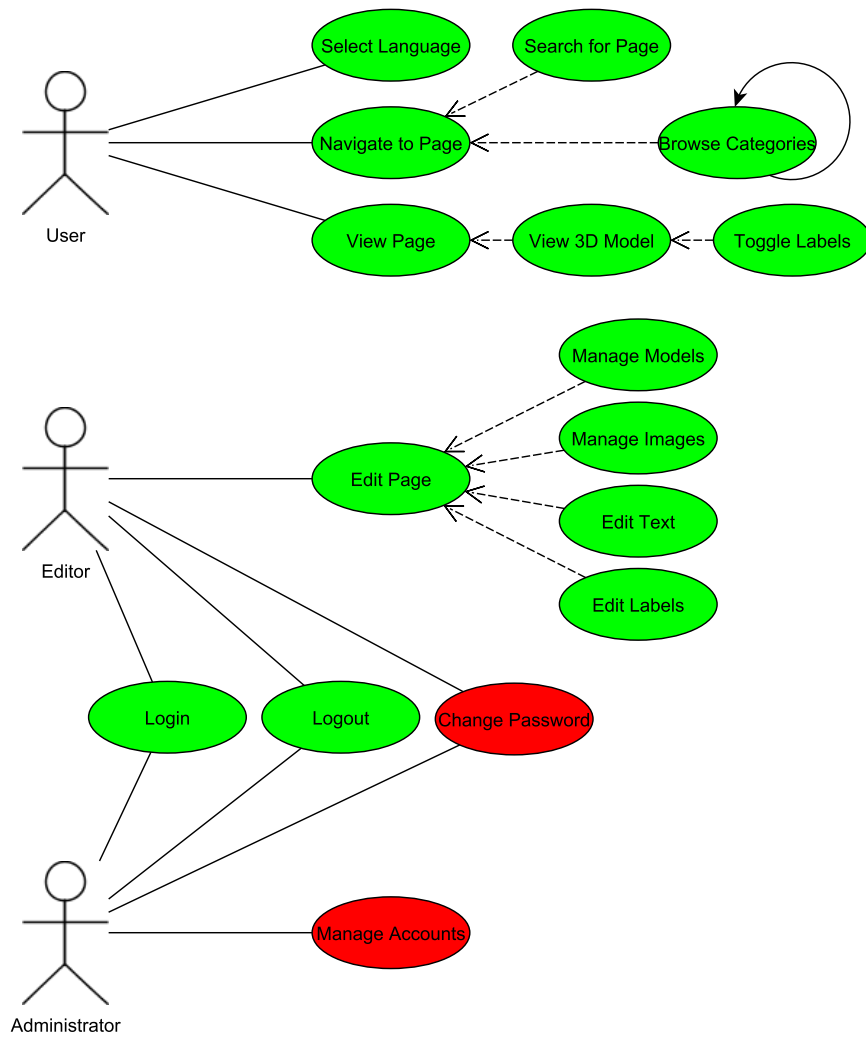 Select Language
Search for Page
Navigate to Page
Browse Categories
User
View Page
View 3D Model
Toggle Labels
Manage Models
Manage Images
Edit Page
Edit Text
Editor
Edit Labels
Login
Logout
Change Password
Manage Accounts
Administrator